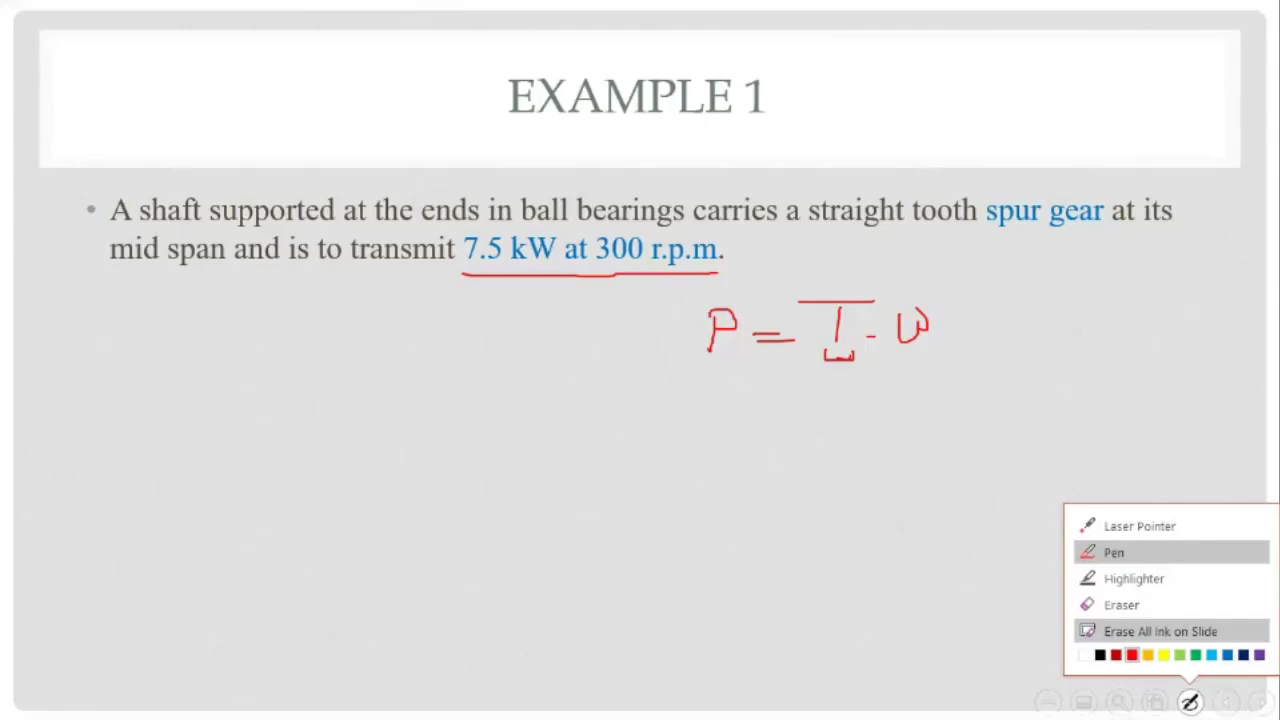 EXAMPLE 1
• A shaft supported at the ends in ball bearings carries a straight tooth spur gear at its
mid span and is to transmit 7.5 kW at 300 r.p.m.
P = T . ω
Laser Pointer
Pen
Highlighter
Eraser
Erase All Ink on Slide